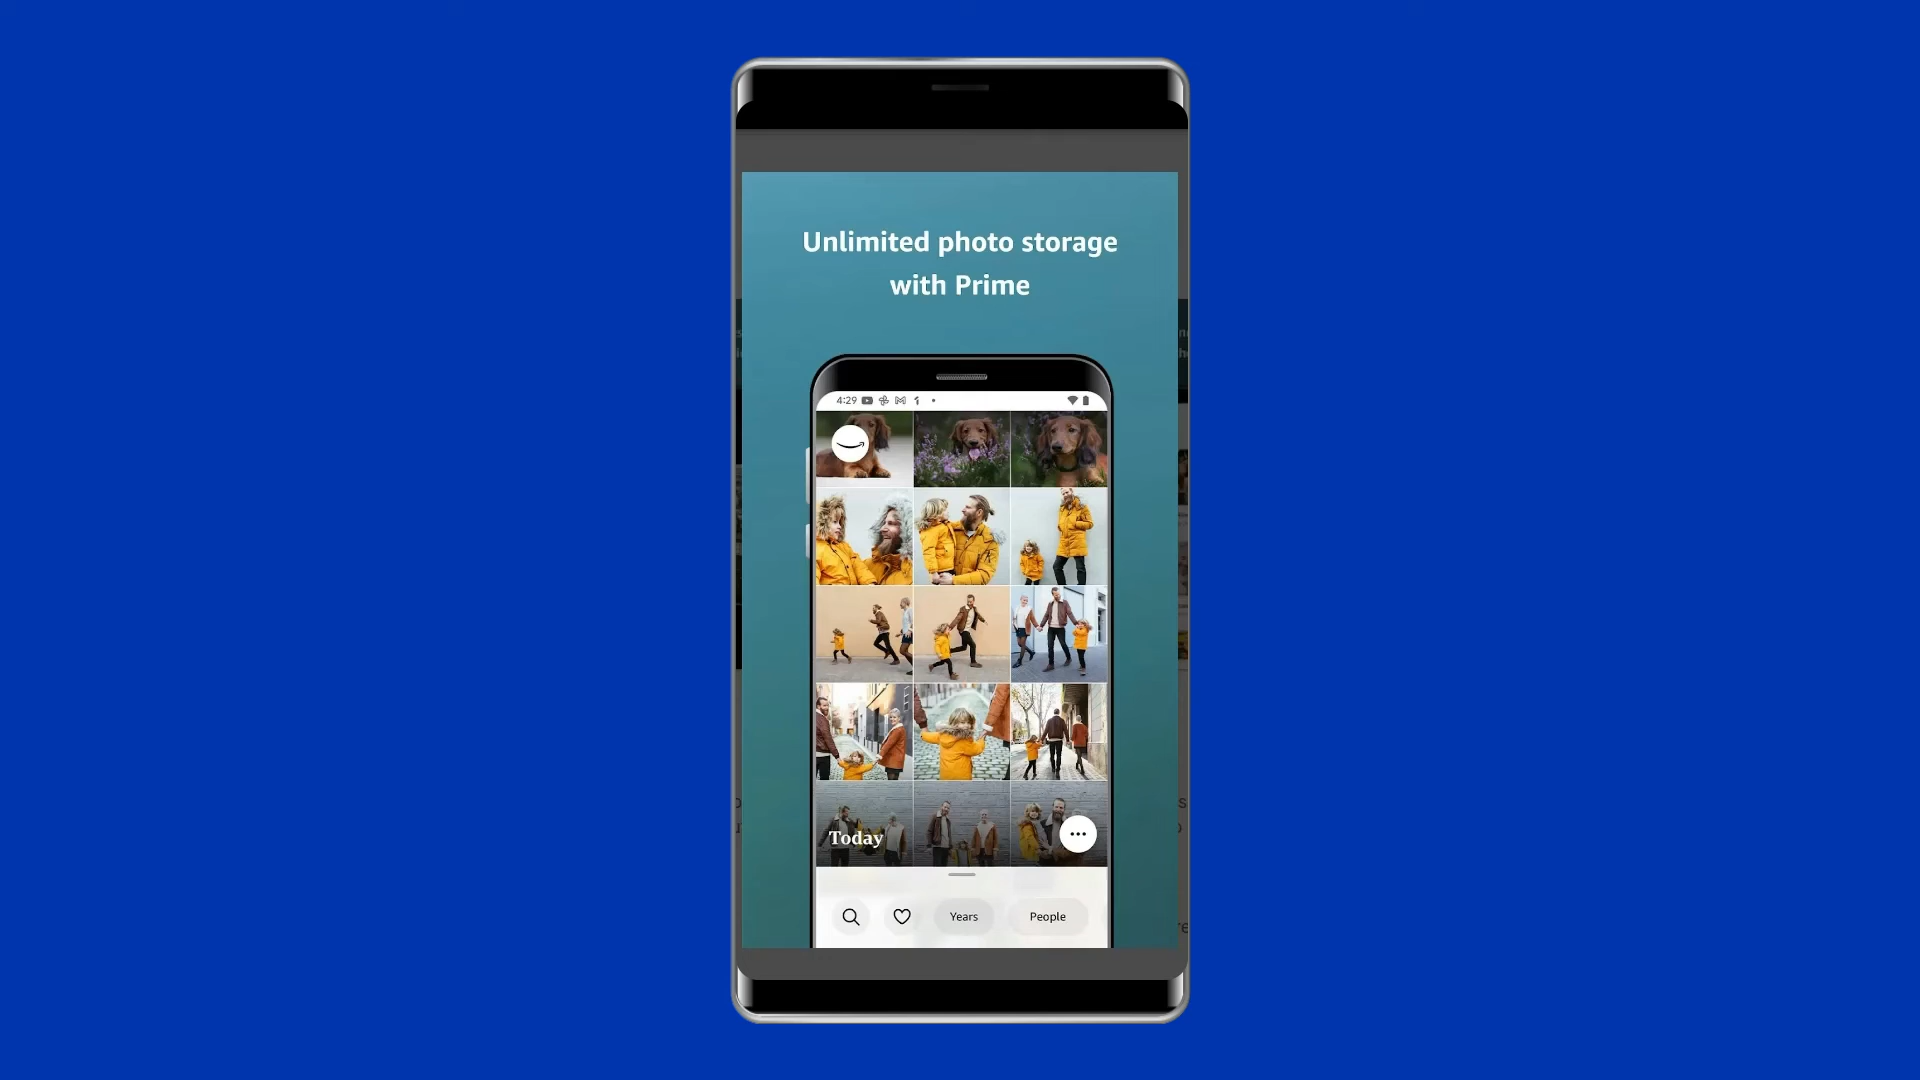 Unlimited photo storage
with Prime
4:29
Today
Years
People